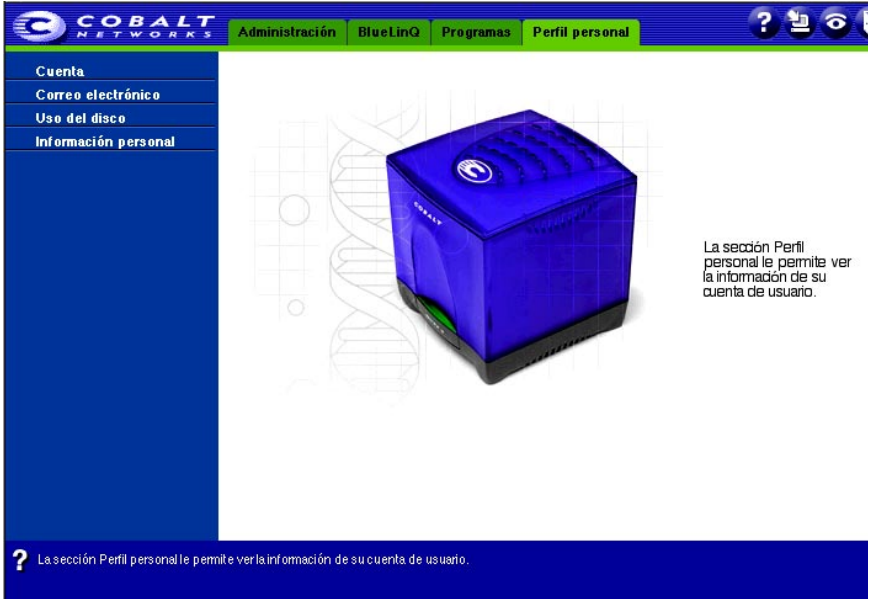 COBALT
NETWORKS
Administración
BlueLinQ
Programas
Perfil personal
?
Cuenta
Correo electrónico
Uso del disco
Información personal
COBALT
La sección Perfil
personal le permite ver
la información de su
cuenta de usuario.
? La sección Perfil personal le permite ver la información de su cuenta de usuario.